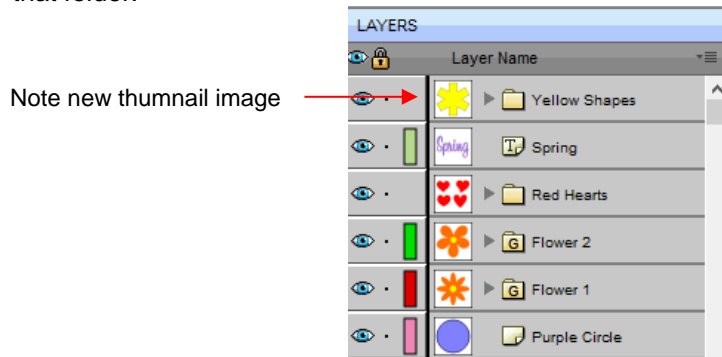 that folder.
LAYERS
Layer Name
Note new thumnail image
Yellow Shapes
Spring
T
Spring
Red Hearts
G
Flower 2
G
Flower 1
Purple Circle